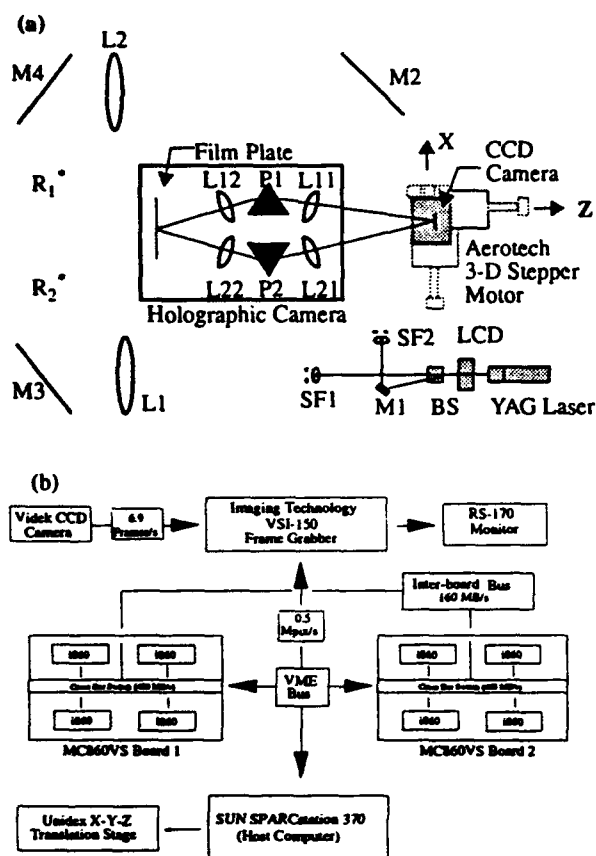 (a)
L2
M4
M2
X
Film Plate
CCD
Camera
L12 P1 L11
R1*
Z
Aerotech
3-D Stepper
Motor
R2*
L22 P2 L21
Holographic Camera
SF2 LCD
M3
L1
SF1 M1 BS YAG Laser
(b)
Videk CCD
Camera
6.9
Frames/s
Imaging Technology
VSI-150
Frame Grabber
RS-170
Monitor
Inter-board Bus
160 MB/s
0.5
i860 i860
i860 i860
VME
Bus
i860 i860
i860 i860
MC860VS Board 1
MC860VS Board 2
Unidex X-Y-Z
Translation Stage
SUN SPARCstation 370
(Host Computer)